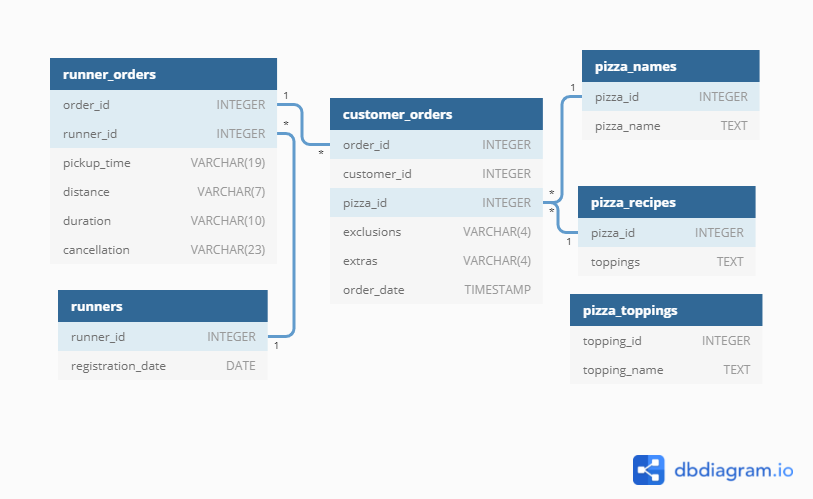 runner_orders
order_id INTEGER
runner_id INTEGER
pickup_time VARCHAR(19)
distance VARCHAR(7)
duration VARCHAR(10)
cancellation VARCHAR(23)
1
*
*
runners
runner_id INTEGER
registration_date DATE
1
customer_orders
order_id INTEGER
customer_id INTEGER
pizza_id INTEGER
exclusions VARCHAR(4)
extras VARCHAR(4)
order_date TIMESTAMP
*
*
1
1
pizza_names
pizza_id INTEGER
pizza_name TEXT
pizza_recipes
pizza_id INTEGER
toppings TEXT
pizza_toppings
topping_id INTEGER
topping_name TEXT
dbdiagram.io